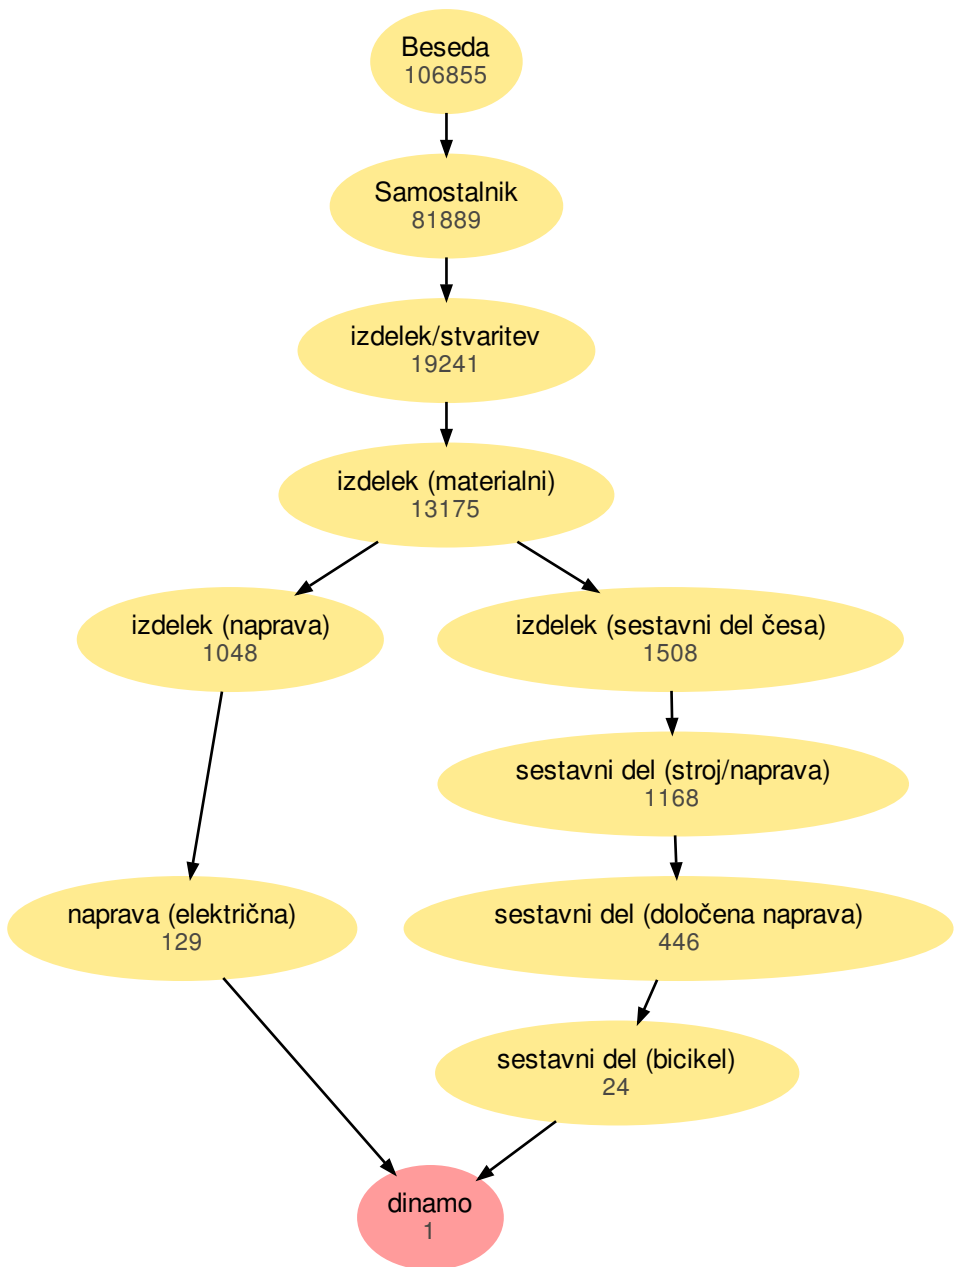 Beseda
106855
Samostalnik
81889
izdelek/stvaritev
19241
izdelek (materialni)
13175
izdelek (naprava)
1048
izdelek (sestavni del česa)
1508
sestavni del (stroj/naprava)
1168
naprava (električna)
129
sestavni del (določena naprava)
446
sestavni del (bicikel)
24
dinamo
1